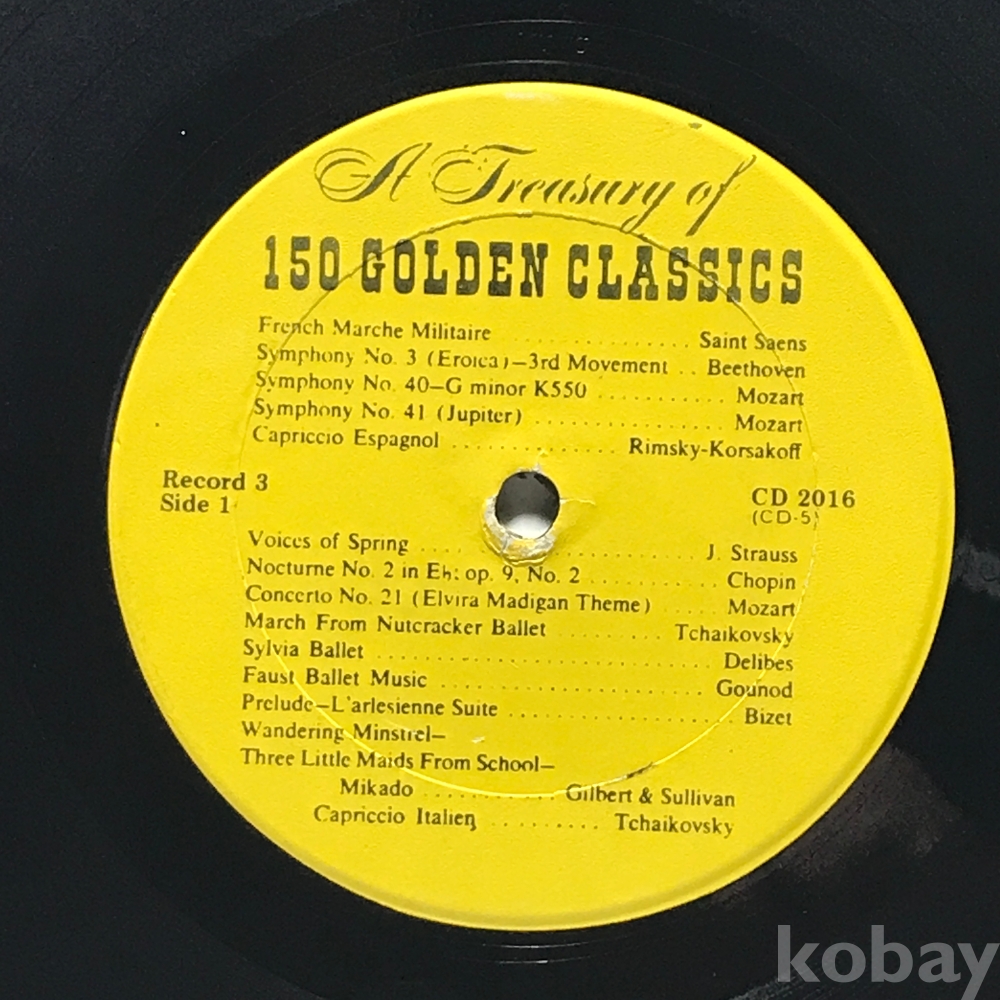 A Treasury of
150 GOLDEN CLASSICS
French Marche Militaire .................. Saint Saens
Symphony No. 3 (Eroica)—3rd Movement .. Beethoven
Symphony No. 40—G minor K550 ........... Mozart
Symphony No. 41 (Jupiter) .................. Mozart
Capriccio Espagnol ............. Rimsky-Korsakoff
Record 3
Side 1
CD 2016
(CD-5)
Voices of Spring ........................ J. Strauss
Nocturne No. 2 in Eb: op. 9, No. 2 ........... Chopin
Concerto No. 21 (Elvira Madigan Theme) ..... Mozart
March From Nutcracker Ballet ......... Tchaikovsky
Sylvia Ballet ............................ Delibes
Faust Ballet Music ...................... Gounod
Prelude—L'arlesienne Suite .................. Bizet
Wandering Minstrel—
Three Little Maids From School—
Mikado ............ Gilbert & Sullivan
Capriccio Italien ......... Tchaikovsky
kobay